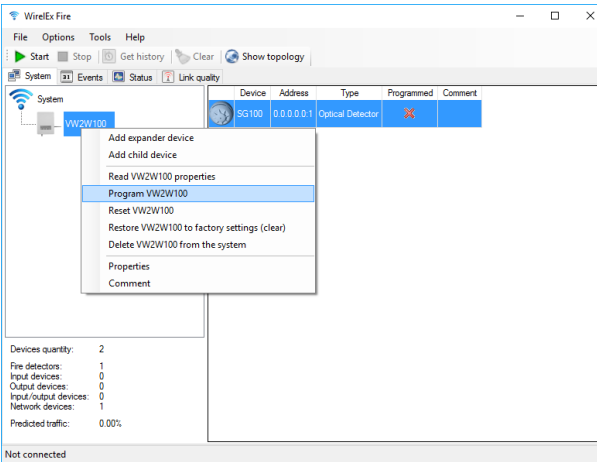 WirelEx Fire
File Options Tools Help
Start Stop Get history Clear Show topology
System Events Status Link quality
System
VW2W100
Device Address Type Programmed Comment
SG100 0.0.0.0.0:1 Optical Detector
Add expander device
Add child device
Read VW2W100 properties
Program VW2W100
Reset VW2W100
Restore VW2W100 to factory settings (clear)
Delete VW2W100 from the system
Properties
Comment
Devices quantity: 2
Fire detectors: 1
Input devices: 0
Output devices: 0
Input/output devices: 0
Network devices: 1
Predicted traffic: 0.00%
Not connected